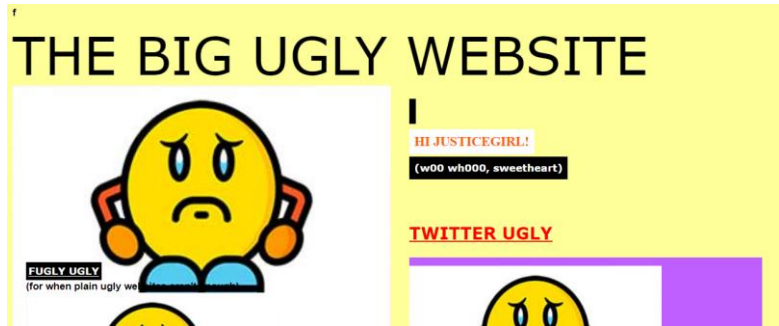 f
THE BIG UGLY WEBSITE
HI JUSTICEGIRL!
(w00 wh000, sweetheart)
TWITTER UGLY
FUGLY UGLY
(for when plain ugly